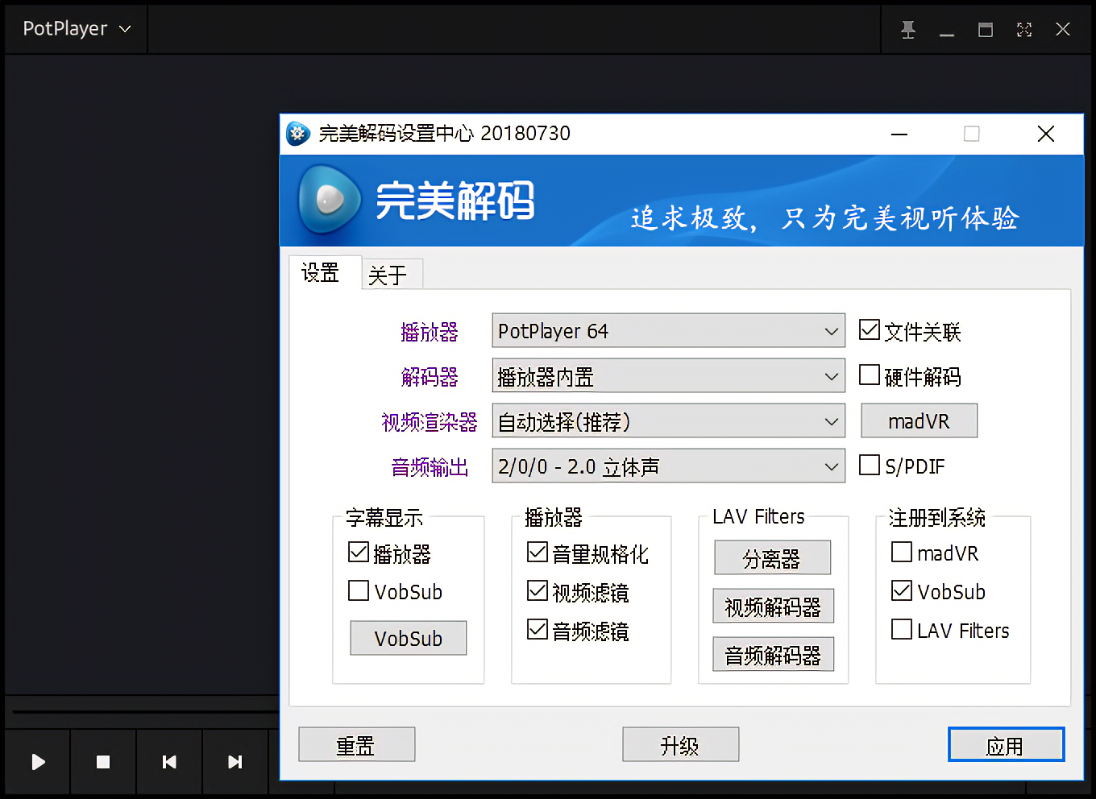 PotPlayer
完美解码设置中心 20180730
完美解码
追求极致，只为完美视听体验
设置 关于
播放器 PotPlayer 64 文件关联
解码器 播放器内置 硬件解码
视频渲染器 自动选择(推荐) madVR
音频输出 2/0/0 - 2.0 立体声 S/PDIF
字幕显示 播放器 LAV Filters 注册到系统
播放器 音量规格化 分离器 madVR
VobSub 视频滤镜 视频解码器 VobSub
VobSub 音频滤镜 音频解码器 LAV Filters
重置 升级 应用